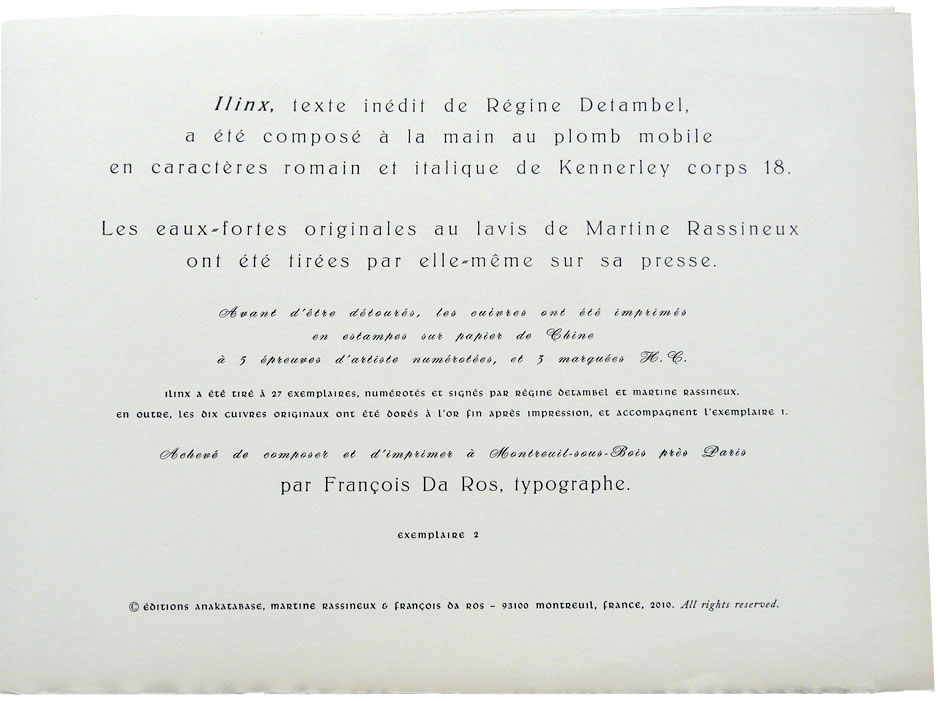 Ilinx, texte inédit de Régine Detambel,
a été composé à la main au plomb mobile
en caractères romain et italique de Kennerley corps 18.
Les eaux-fortes originales au lavis de Martine Rassineux
ont été tirées par elle-même sur sa presse.
Avant d'être détourés, les cuivres ont été imprimés
en estampes sur papier de Chine
à 5 épreuves d'artiste numérotées, et 3 marquées H.C.
Ilinx a été tiré à 27 exemplaires, numérotés et signés par Régine Detambel et Martine Rassineux.
En outre, les dix cuivres originaux ont été dorés à l'or fin après impression, et accompagnent l'exemplaire 1.
Achevé de composer et d'imprimer à Montreuil-sous-Bois près Paris
par François Da Ros, typographe.
exemplaire 2
© Éditions Anakatabase, Martine Rassineux & François Da Ros – 93100 Montreuil, France, 2010. All rights reserved.